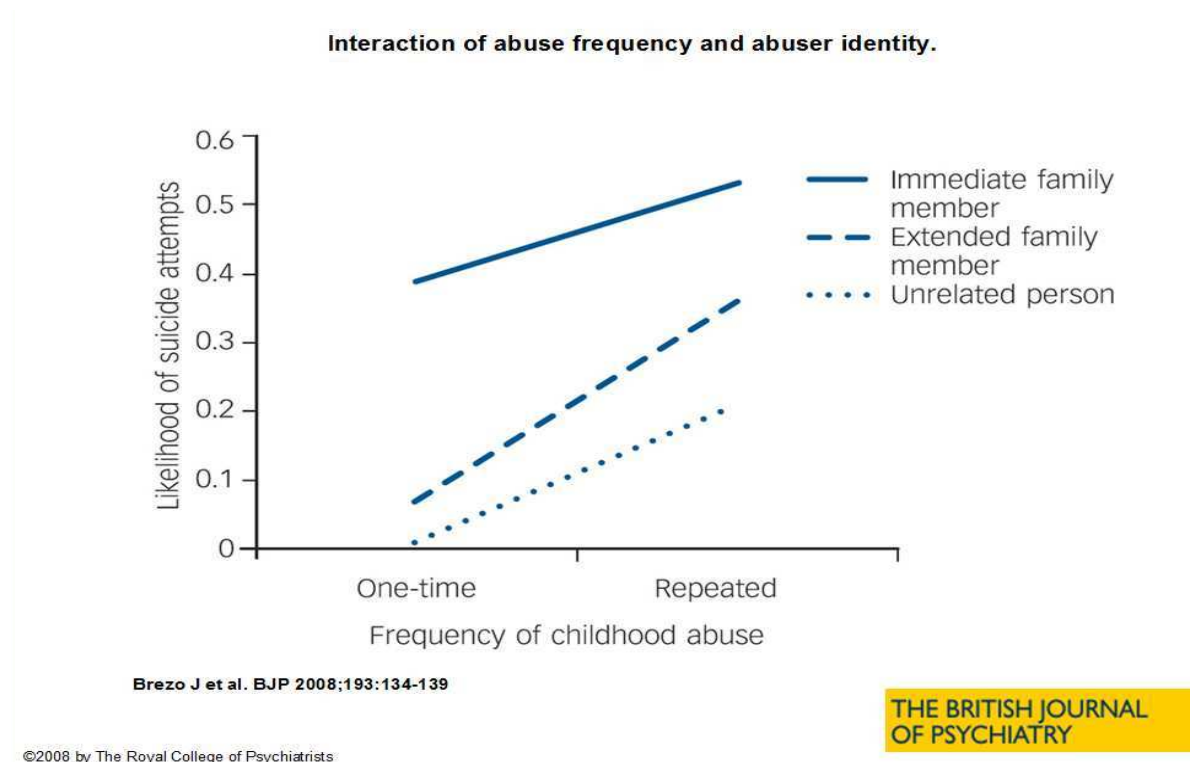 Interaction of abuse frequency and abuser identity.
0.6
0.5
0.4
0.3
0.2
0.1
0
Likelihood of suicide attempts
Immediate family
member
Extended family
member
Unrelated person
One-time
Repeated
Frequency of childhood abuse
Brezo J et al. BJP 2008;193:134-139
THE BRITISH JOURNAL
OF PSYCHIATRY
©2008 by The Royal College of Psychiatrists